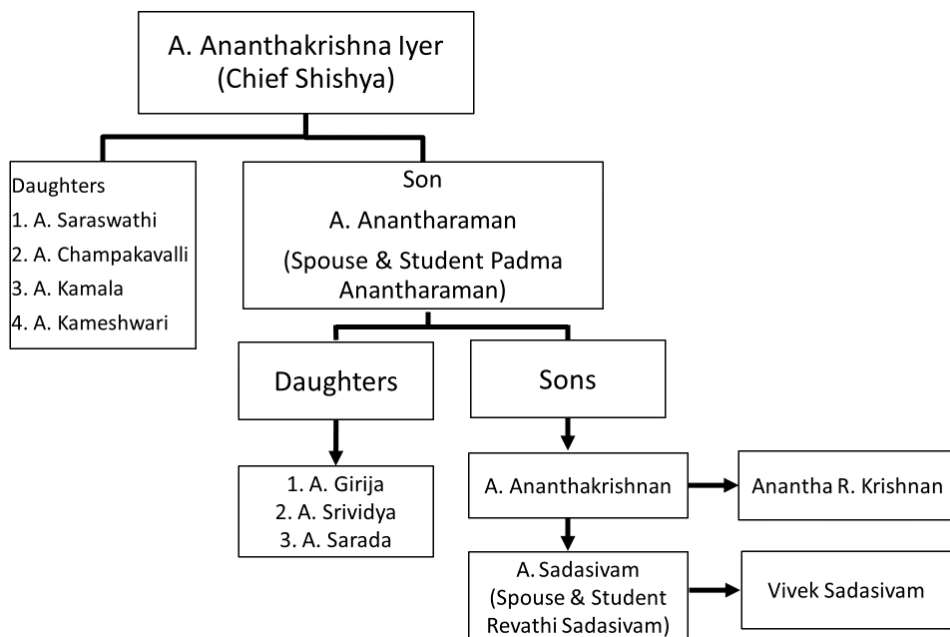 A. Ananthakrishna Iyer
(Chief Shishya)
Daughters
1. A. Saraswathi
2. A. Champakavalli
3. A. Kamala
4. A. Kameshwari
Son
A. Anantharaman
(Spouse & Student Padma
Anantharaman)
Daughters
Sons
1. A. Girija
2. A. Srividya
3. A. Sarada
A. Ananthakrishnan
Anantha R. Krishnan
A. Sadasivam
(Spouse & Student
Revathi Sadasivam)
Vivek Sadasivam